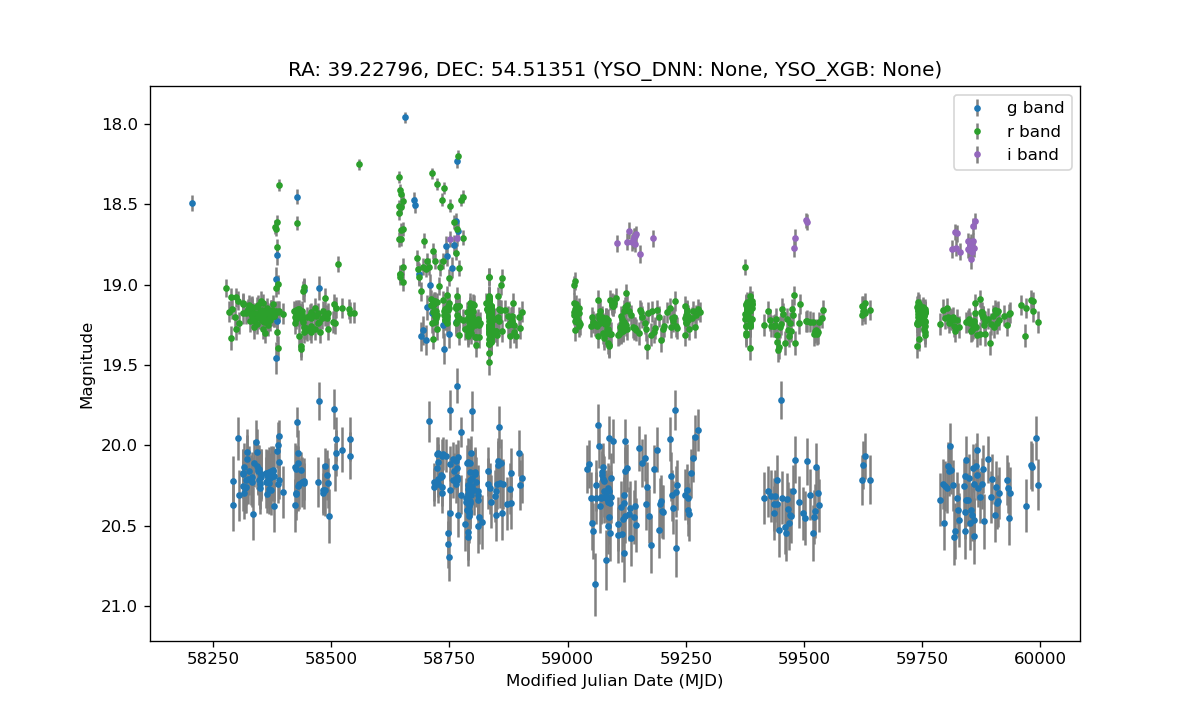 RA: 39.22796, DEC: 54.51351 (YSO_DNN: None, YSO_XGB: None)
g band
r band
i band
18.0
18.5
19.0
19.5
20.0
20.5
21.0
Magnitude
58250
58500
58750
59000
59250
59500
59750
60000
Modified Julian Date (MJD)